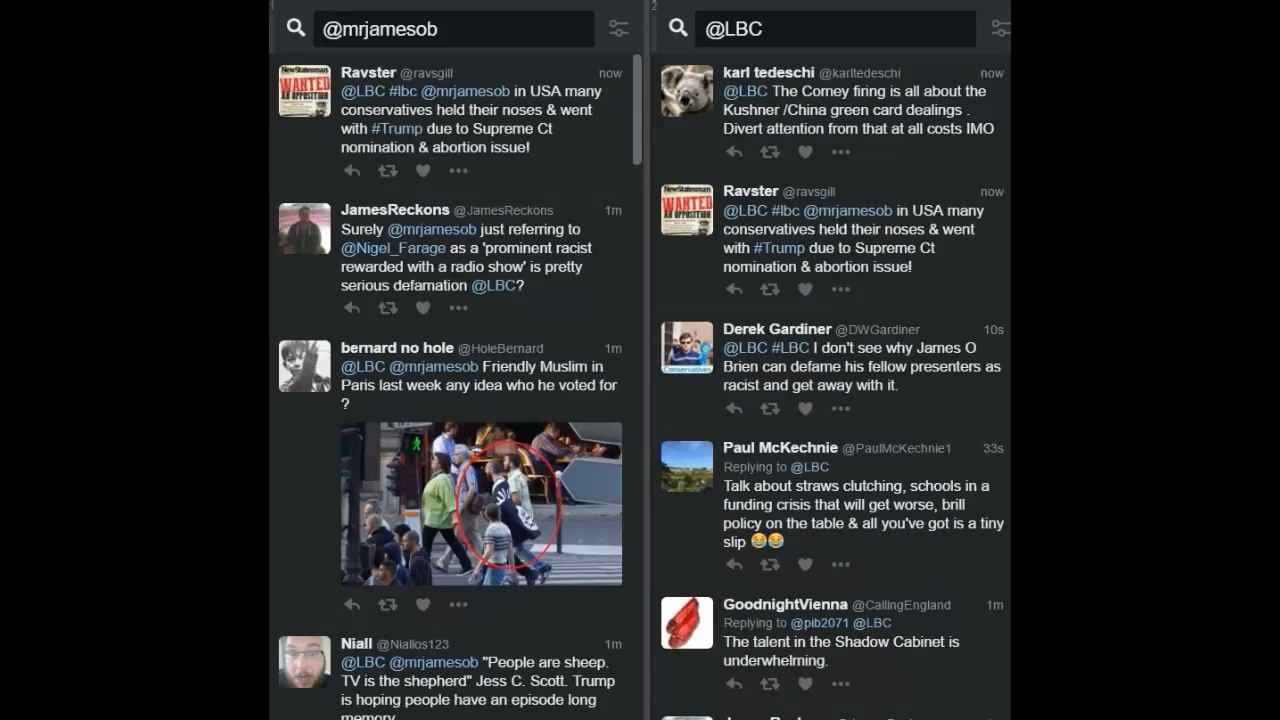 1
@mrjamesob
Ravster @ravsgill now
@LBC #lbc @mrjamesob in USA many
conservatives held their noses & went
with #Trump due to Supreme Ct
nomination & abortion issue!
JamesReckons @JamesReckons 1m
Surely @mrjamesob just referring to
@Nigel_Farage as a 'prominent racist
rewarded with a radio show' is pretty
serious defamation @LBC?
bernard no hole @HoleBernard 1m
@LBC @mrjamesob Friendly Muslim in
Paris last week any idea who he voted for
?
Niall @Niallos123 1m
@LBC @mrjamesob "People are sheep.
TV is the shepherd" Jess C. Scott. Trump
is hoping people have an episode long
memory
2
@LBC
karl tedeschi @karltedeschi now
@LBC The Comey firing is all about the
Kushner /China green card dealings .
Divert attention from that at all costs IMO
Ravster @ravsgill now
@LBC #lbc @mrjamesob in USA many
conservatives held their noses & went
with #Trump due to Supreme Ct
nomination & abortion issue!
Derek Gardiner @DWGardiner 10s
@LBC #LBC I don't see why James O
Brien can defame his fellow presenters as
racist and get away with it.
Paul McKechnie @PaulMcKechnie1 33s
Replying to @LBC
Talk about straws clutching, schools in a
funding crisis that will get worse, brill
policy on the table & all you've got is a tiny
slip 😂😂
GoodnightVienna @CallingEngland 1m
Replying to @pib2071 @LBC
The talent in the Shadow Cabinet is
underwhelming.